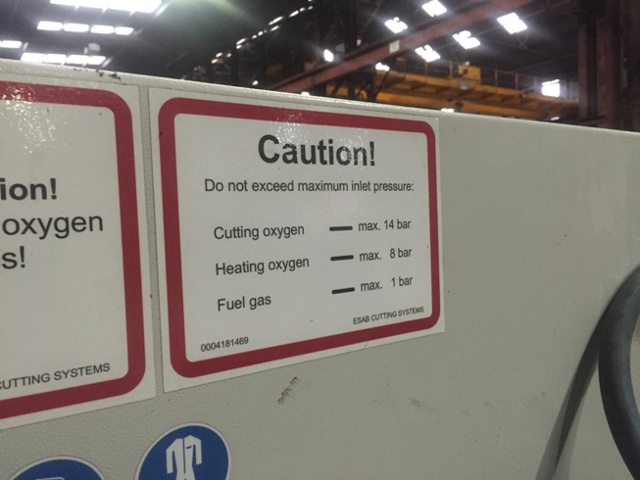 ion!
oxygen
s!
CUTTING SYSTEMS
Caution!
Do not exceed maximum inlet pressure:
Cutting oxygen — max. 14 bar
Heating oxygen — max. 8 bar
Fuel gas — max. 1 bar
ESAB CUTTING SYSTEMS
0004181469